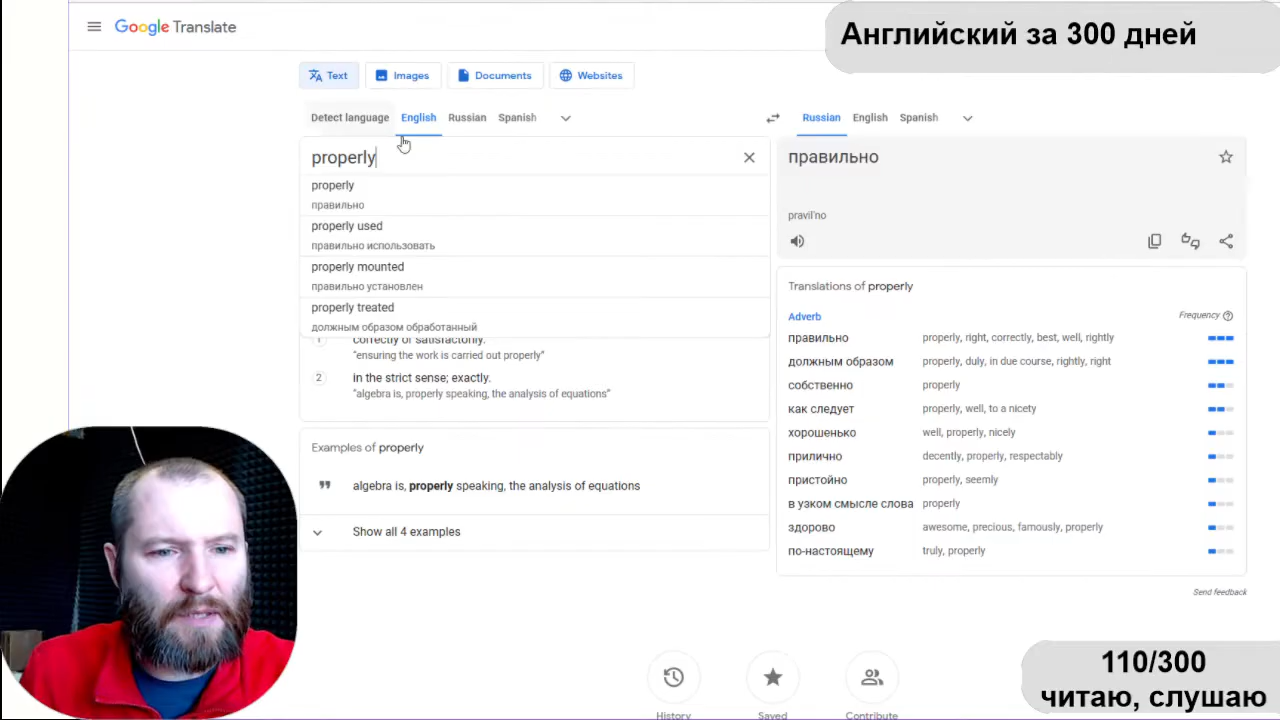 Google Translate
Английский за 300 дней
Text
Images
Documents
Websites
Detect language
English
Russian
Spanish
Russian
English
Spanish
properly
правильно
properly
правильно
properly used
правильно использовать
properly mounted
правильно установлен
properly treated
должным образом обработанный
pravil'no
1 correctly or satisfactorily.
"ensuring the work is carried out properly"
2 in the strict sense; exactly.
"algebra is, properly speaking, the analysis of equations"
Examples of properly
algebra is, properly speaking, the analysis of equations
Show all 4 examples
Translations of properly
Adverb
Frequency
правильно properly, right, correctly, best, well, rightly
должным образом properly, duly, in due course, rightly, right
собственно properly
как следует properly, well, to a nicety
хорошенько well, properly, nicely
прилично decently, properly, respectably
пристойно properly, seemly
в узком смысле слова properly
здорово awesome, precious, famously, properly
по-настоящему truly, properly
Send feedback
History
Saved
Contribute
110/300
читаю, слушаю